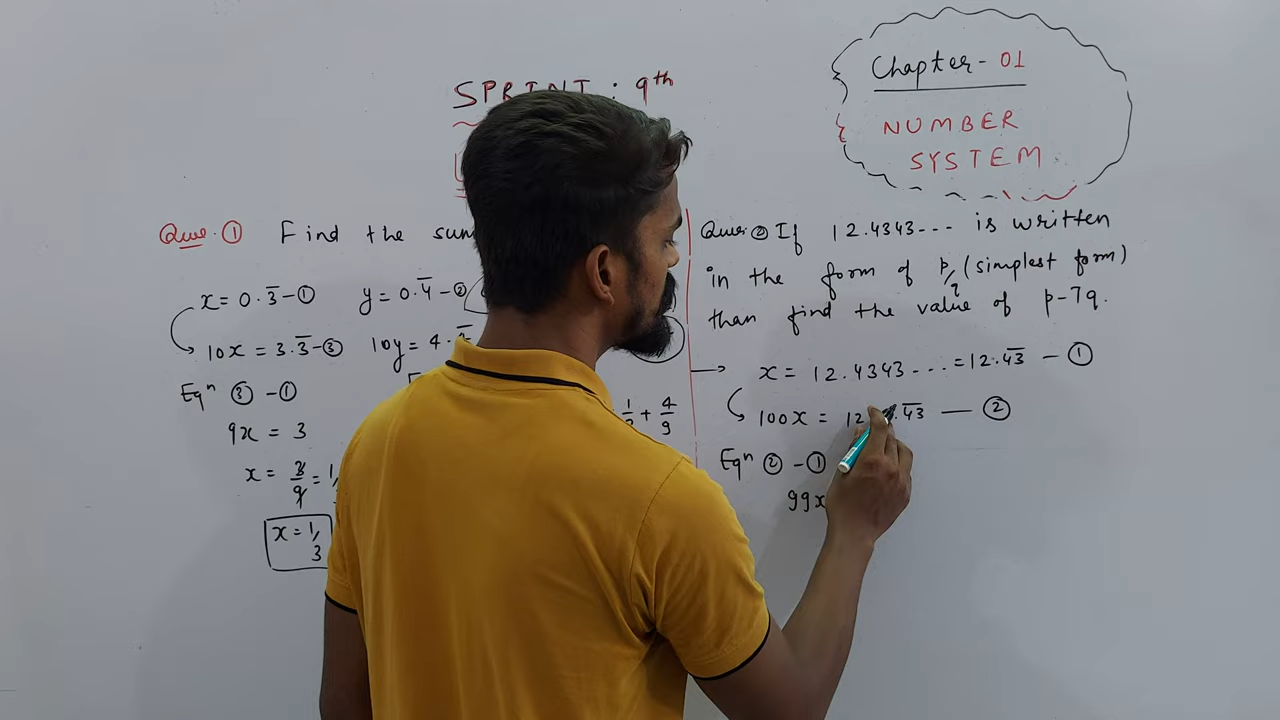 SPRINT : 9th
Chapter - 01
NUMBER
SYSTEM
Que. ① Find the sum
x = 0.3̅ - ①
y = 0.4̅ - ②
10x = 3.3̅ - ③
10y = 4.
Eqⁿ ③ - ①
9x = 3
x = 3/9 = 1/
x = 1/3
+ 4/9
Que. ② If 12.4343... is written
in the form of p/q (simplest form)
than find the value of p-7q.
→ x = 12.4343... = 12.4̅3̅ - ①
100x = 12 .4̅3̅ — ②
Eqⁿ ② - ①
99x